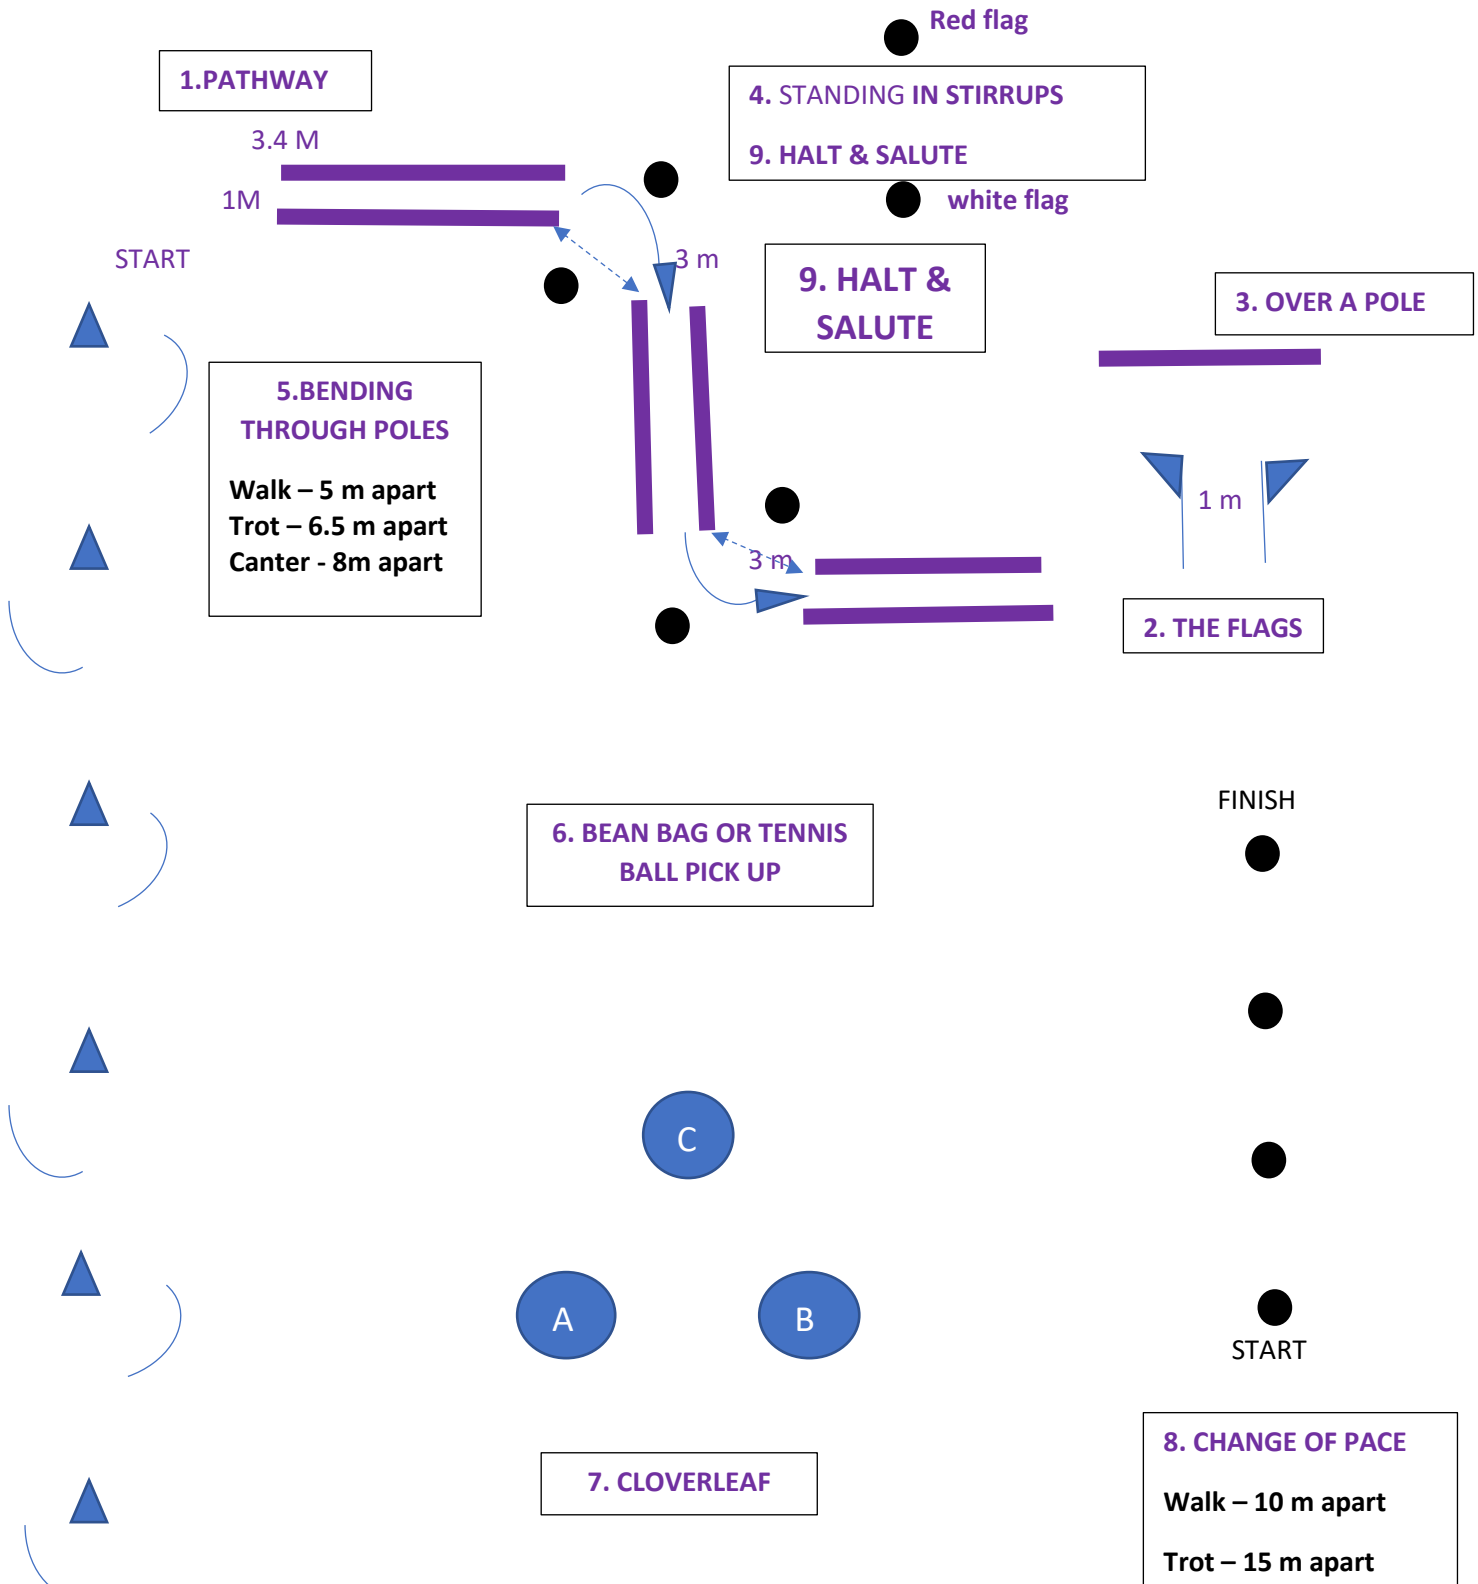 Red flag
1.PATHWAY
4. STANDING IN STIRRUPS
9. HALT & SALUTE
3.4 M
1M
white flag
START
3 m
9. HALT &
SALUTE
3. OVER A POLE
5.BENDING
THROUGH POLES
Walk – 5 m apart
Trot – 6.5 m apart
Canter - 8m apart
1 m
3 m
2. THE FLAGS
FINISH
6. BEAN BAG OR TENNIS
BALL PICK UP
C
A
B
START
7. CLOVERLEAF
8. CHANGE OF PACE
Walk – 10 m apart
Trot – 15 m apart